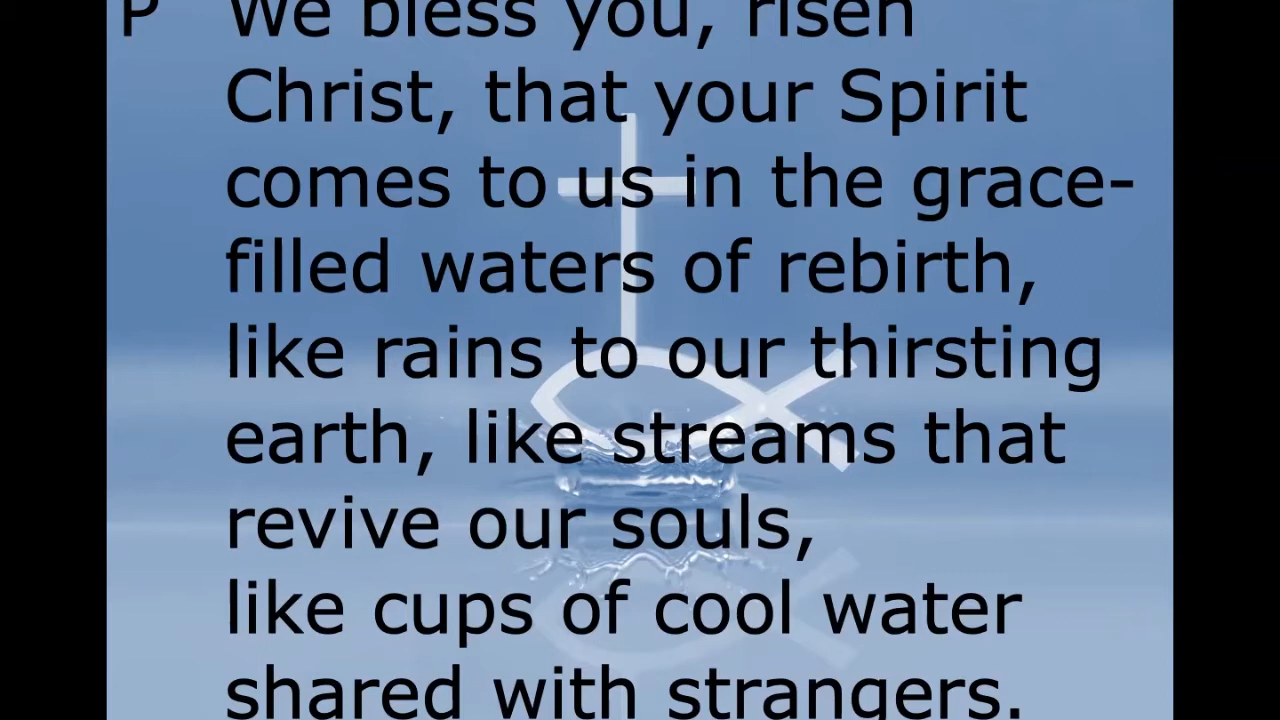 P We bless you, risen
Christ, that your Spirit
comes to us in the grace-
filled waters of rebirth,
like rains to our thirsting
earth, like streams that
revive our souls,
like cups of cool water
shared with strangers.